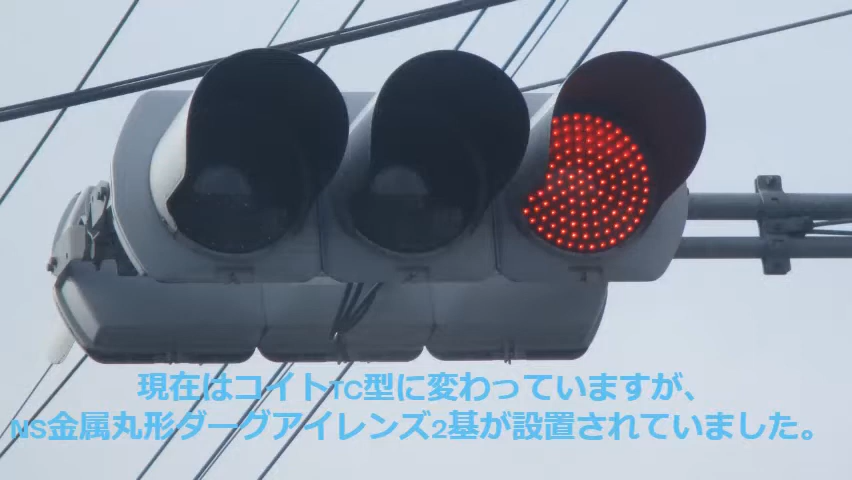 現在はコイトTC型に変わっていますが、
NS金属丸形ダーグアイレンズ2基が設置されていました。